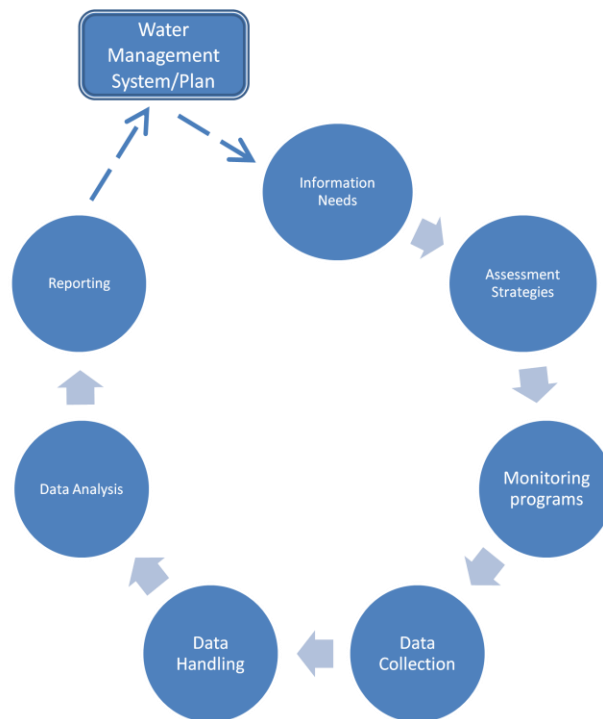 Water
Management
System/Plan
Information
Needs
Assessment
Strategies
Monitoring
programs
Data
Collection
Data
Handling
Data Analysis
Reporting